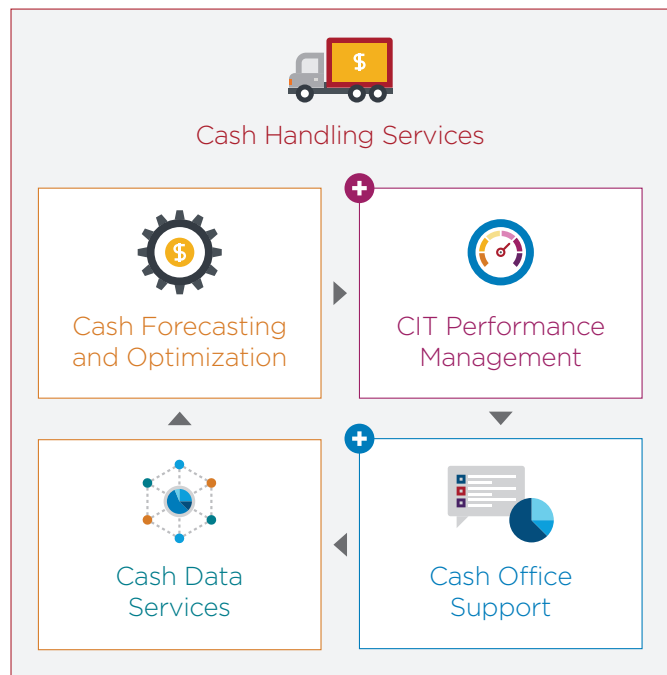 $
Cash Handling Services
$
Cash Forecasting
and Optimization
CIT Performance
Management
Cash Data
Services
Cash Office
Support